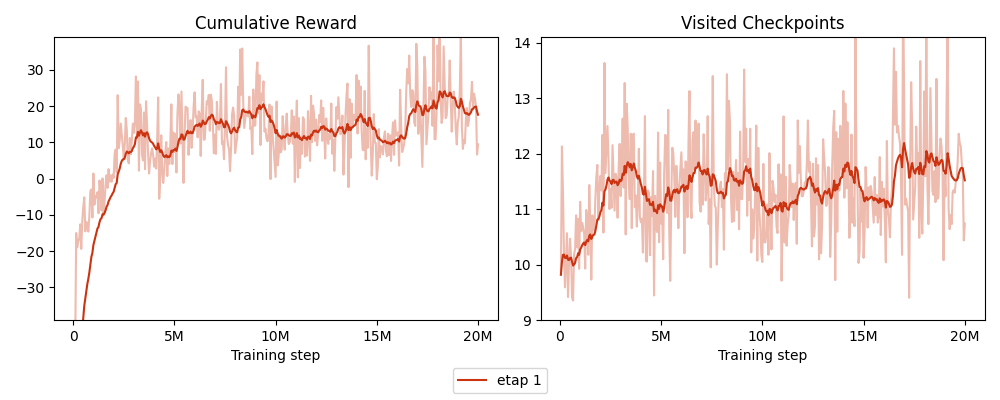 Cumulative Reward
30
20
10
0
−10
−20
−30
0
5M
10M
15M
20M
Training step
Visited Checkpoints
14
13
12
11
10
9
0
5M
10M
15M
20M
Training step
etap 1